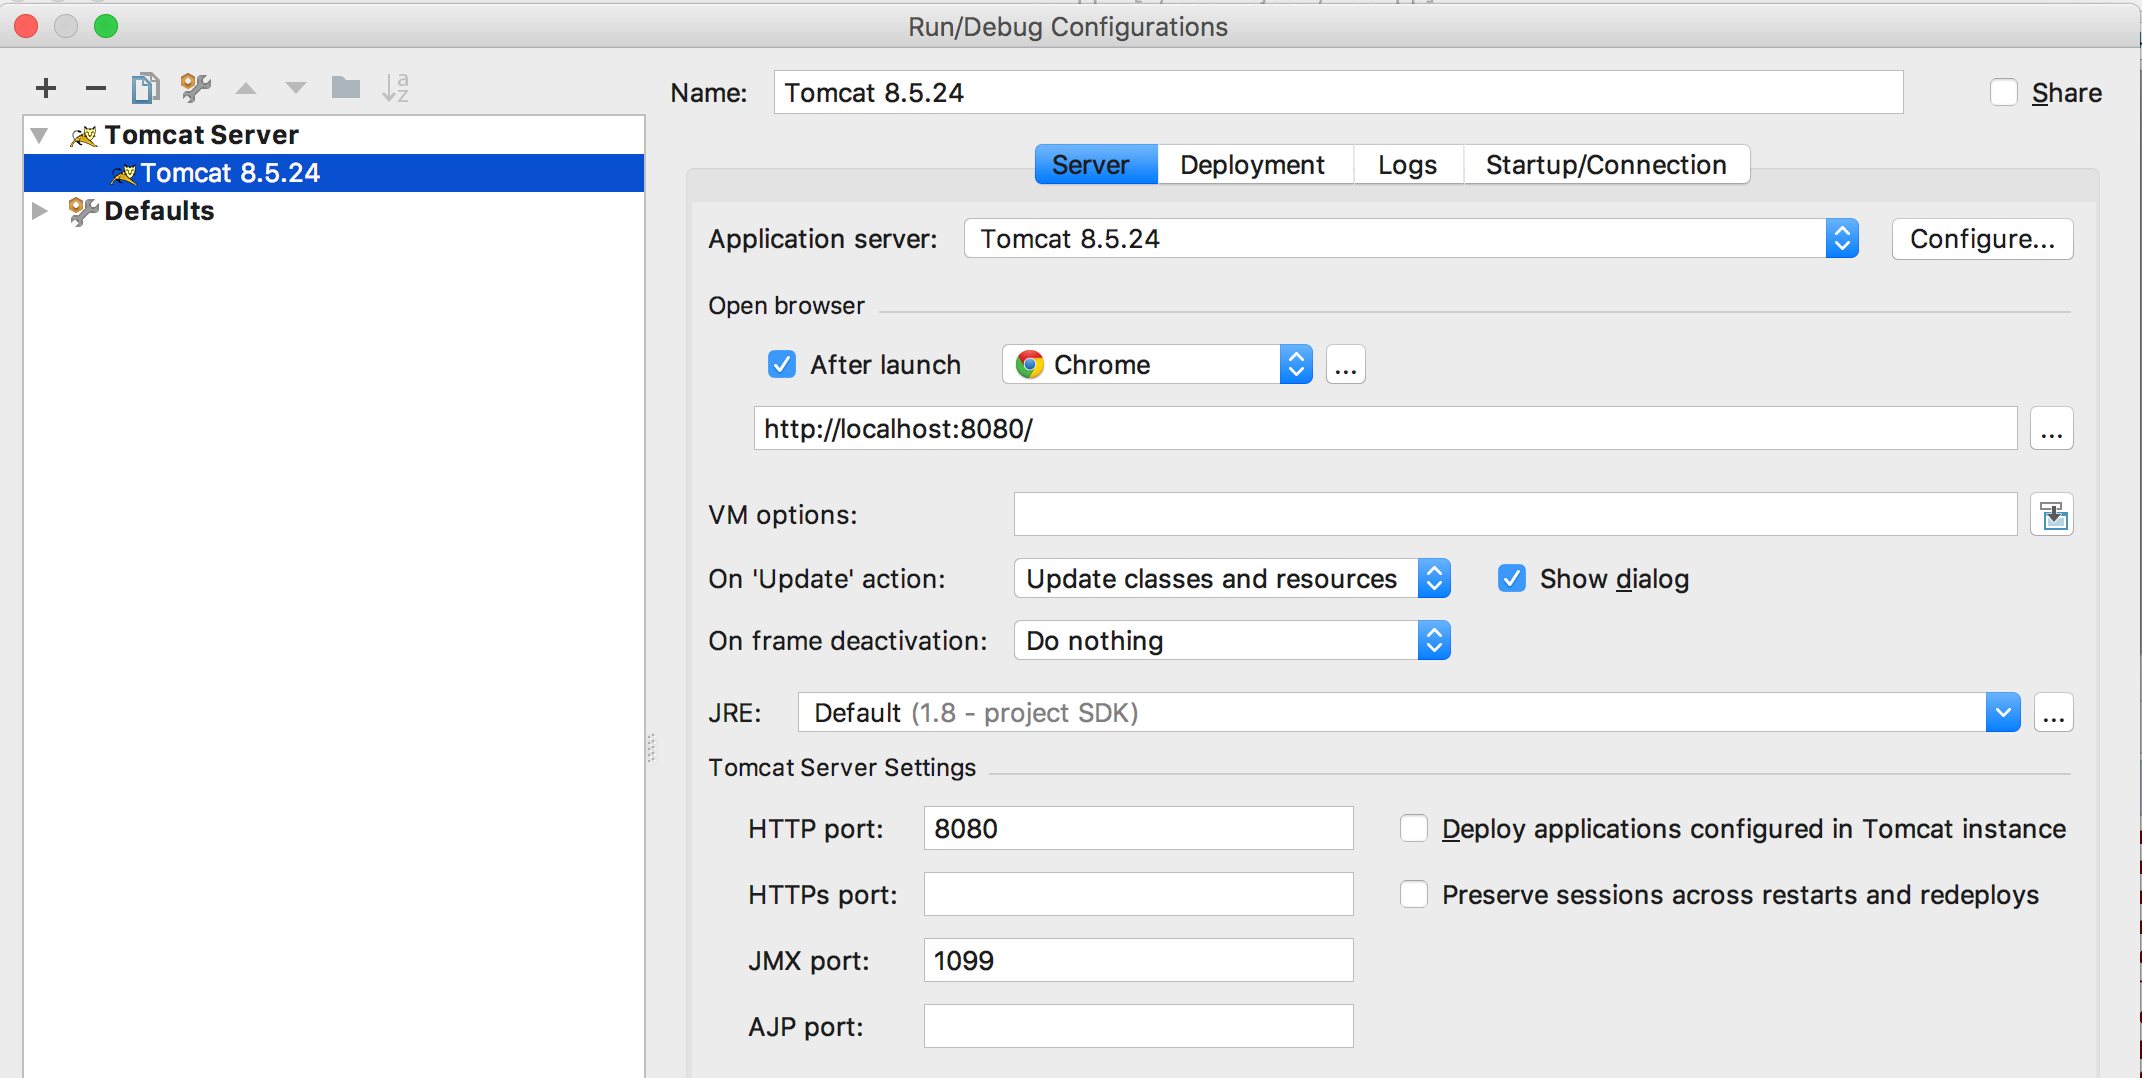 Run/Debug Configurations
Name: Tomcat 8.5.24 Share
Tomcat Server
Tomcat 8.5.24
Defaults
Server Deployment Logs Startup/Connection
Application server: Tomcat 8.5.24 Configure...
Open browser
After launch Chrome ...
http://localhost:8080/ ...
VM options:
On 'Update' action: Update classes and resources Show dialog
On frame deactivation: Do nothing
JRE: Default (1.8 - project SDK) ...
Tomcat Server Settings
HTTP port: 8080 Deploy applications configured in Tomcat instance
HTTPs port: Preserve sessions across restarts and redeploys
JMX port: 1099
AJP port: